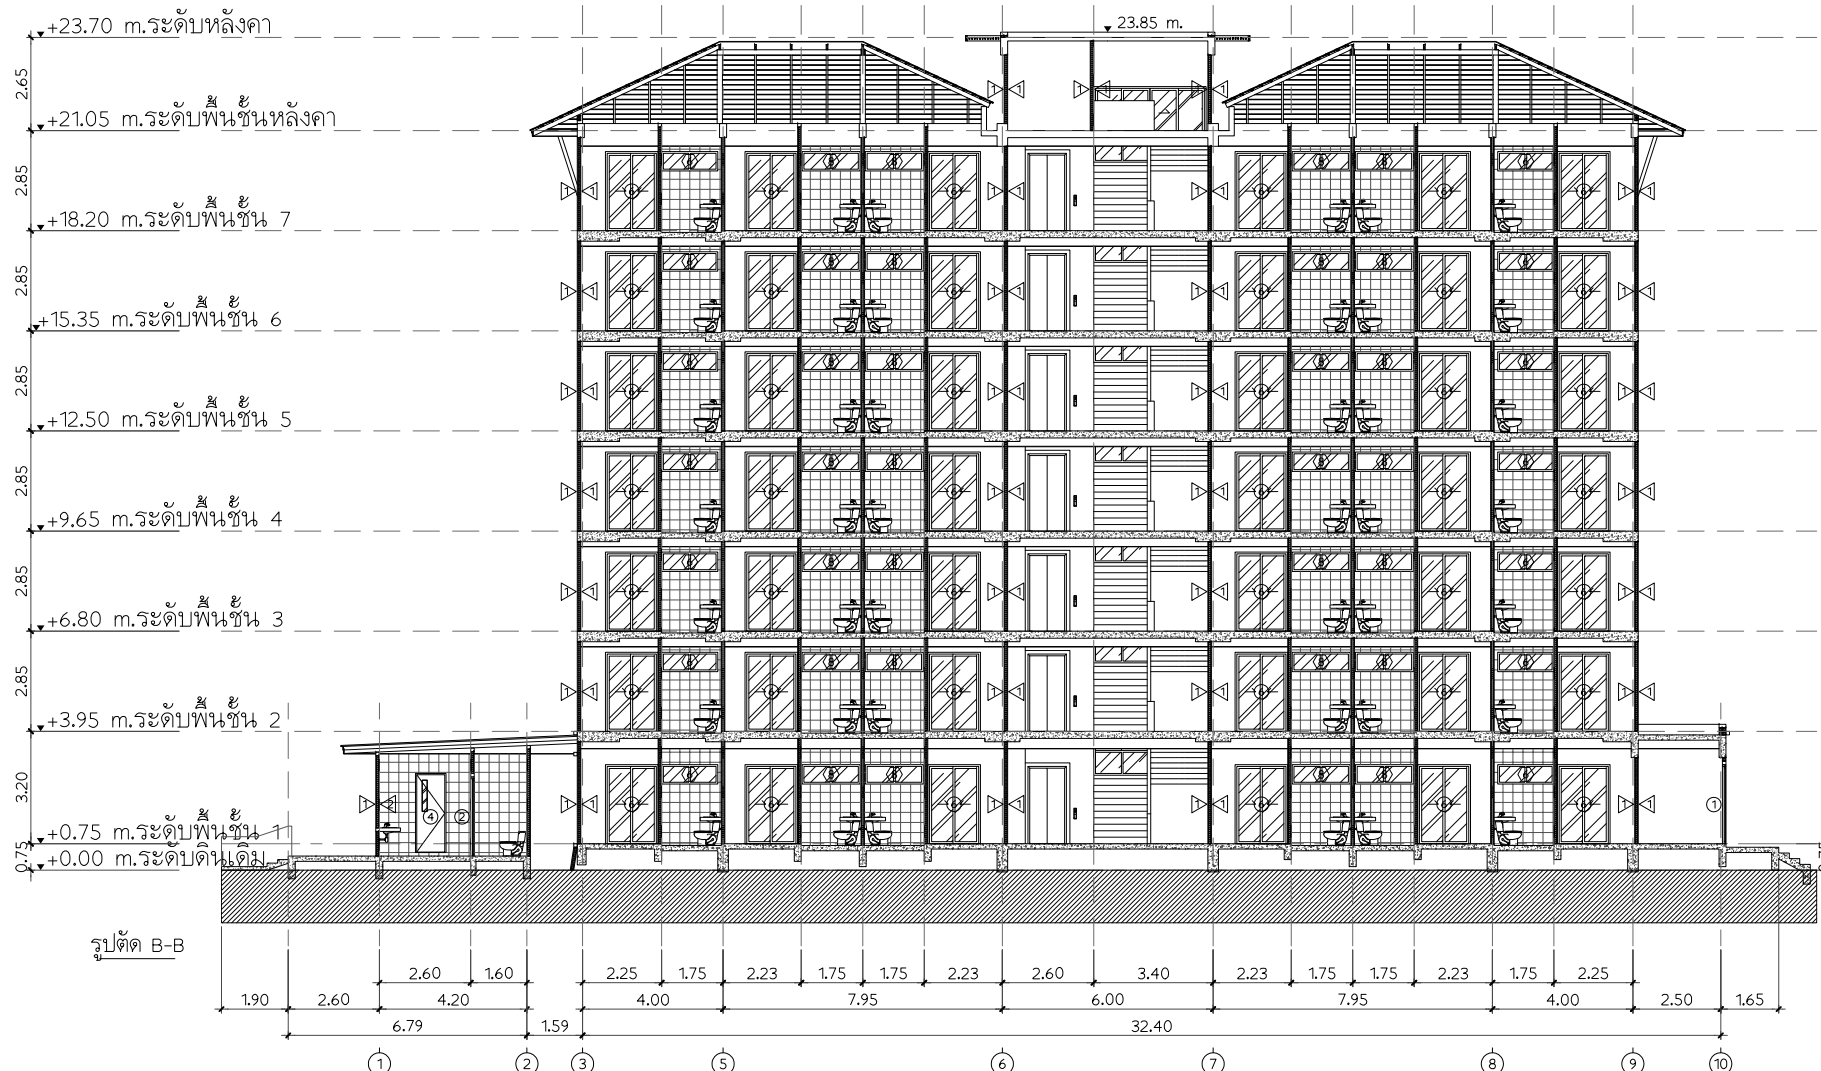 +23.70 m.ระดับหลังคา
23.85 m.
2.65
+21.05 m.ระดับพื้นชั้นหลังคา
2.85
+18.20 m.ระดับพื้นชั้น 7
2.85
+15.35 m.ระดับพื้นชั้น 6
2.85
+12.50 m.ระดับพื้นชั้น 5
2.85
+9.65 m.ระดับพื้นชั้น 4
2.85
+6.80 m.ระดับพื้นชั้น 3
2.85
+3.95 m.ระดับพื้นชั้น 2
3.20
+0.75 m.ระดับพื้นชั้น 1
0.75
+0.00 m.ระดับดินเดิม
4 2 1
รูปตัด B-B
2.60 1.60 2.25 1.75 2.23 1.75 1.75 2.23 2.60 3.40 2.23 1.75 1.75 2.23 1.75 2.25
1.90 2.60 4.20 4.00 7.95 6.00 7.95 4.00 2.50 1.65
6.79 1.59 32.40
1 2 3 5 6 7 8 9 10